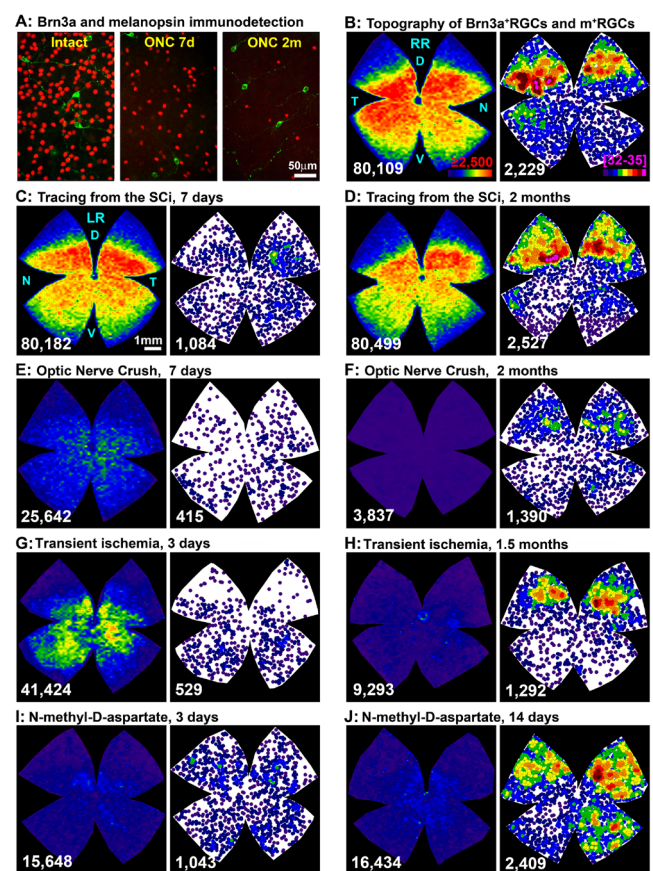 A: Brn3a and melanopsin immunodetection
Intact
ONC 7d
ONC 2m
50µm
B: Topography of Brn3a⁺RGCs and m⁺RGCs
RR
D
T
N
V
80,109
≥2,500
2,229
[32-35]
C: Tracing from the SCi, 7 days
LR
D
N
T
V
80,182
1mm
1,084
D: Tracing from the SCi, 2 months
80,499
2,527
E: Optic Nerve Crush, 7 days
25,642
415
F: Optic Nerve Crush, 2 months
3,837
1,390
G: Transient ischemia, 3 days
41,424
529
H: Transient ischemia, 1.5 months
9,293
1,292
I: N-methyl-D-aspartate, 3 days
15,648
1,043
J: N-methyl-D-aspartate, 14 days
16,434
2,409